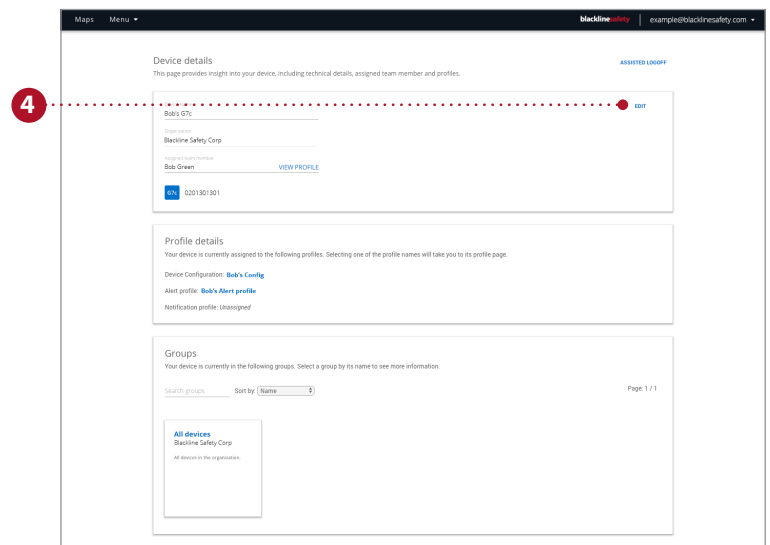 Maps Menu blacklinesafety example@blacklinesafety.com
Device details ASSISTED LOGOFF
This page provides insight into your device, including technical details, assigned team member and profiles.
4 EDIT
Bob's G7c
Organization
Blackline Safety Corp
Assigned team member
Bob Green VIEW PROFILE
G7c 0201301301
Profile details
Your device is currently assigned to the following profiles. Selecting one of the profile names will take you to its profile page.
Device Configuration: Bob's Config
Alert profile: Bob's Alert profile
Notification profile: Unassigned
Groups
Your device is currently in the following groups. Select a group by its name to see more information.
Search groups Sort by: Name Page: 1 / 1
All devices
Blackline Safety Corp
All devices in the organization.